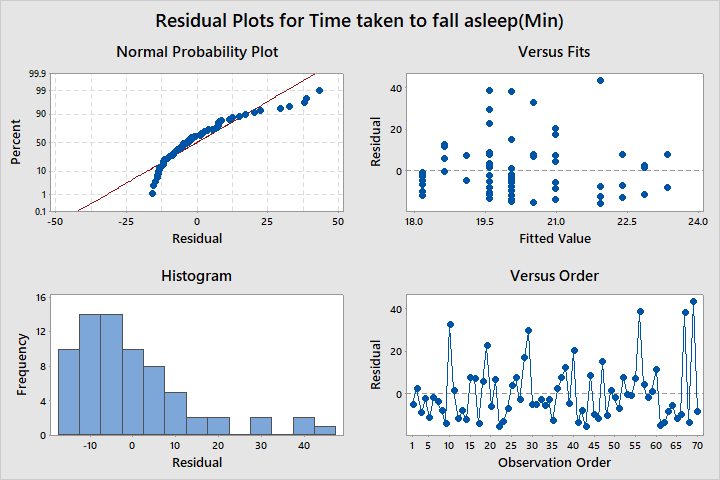 Residual Plots for Time taken to fall asleep(Min)
Normal Probability Plot
99.9
99
90
50
10
1
0.1
Percent
-50 -25 0 25 50
Residual
Versus Fits
40
20
0
Residual
18.0 19.5 21.0 22.5 24.0
Fitted Value
Histogram
16
12
8
4
0
Frequency
-10 0 10 20 30 40
Residual
Versus Order
40
20
0
Residual
1 5 10 15 20 25 30 35 40 45 50 55 60 65 70
Observation Order